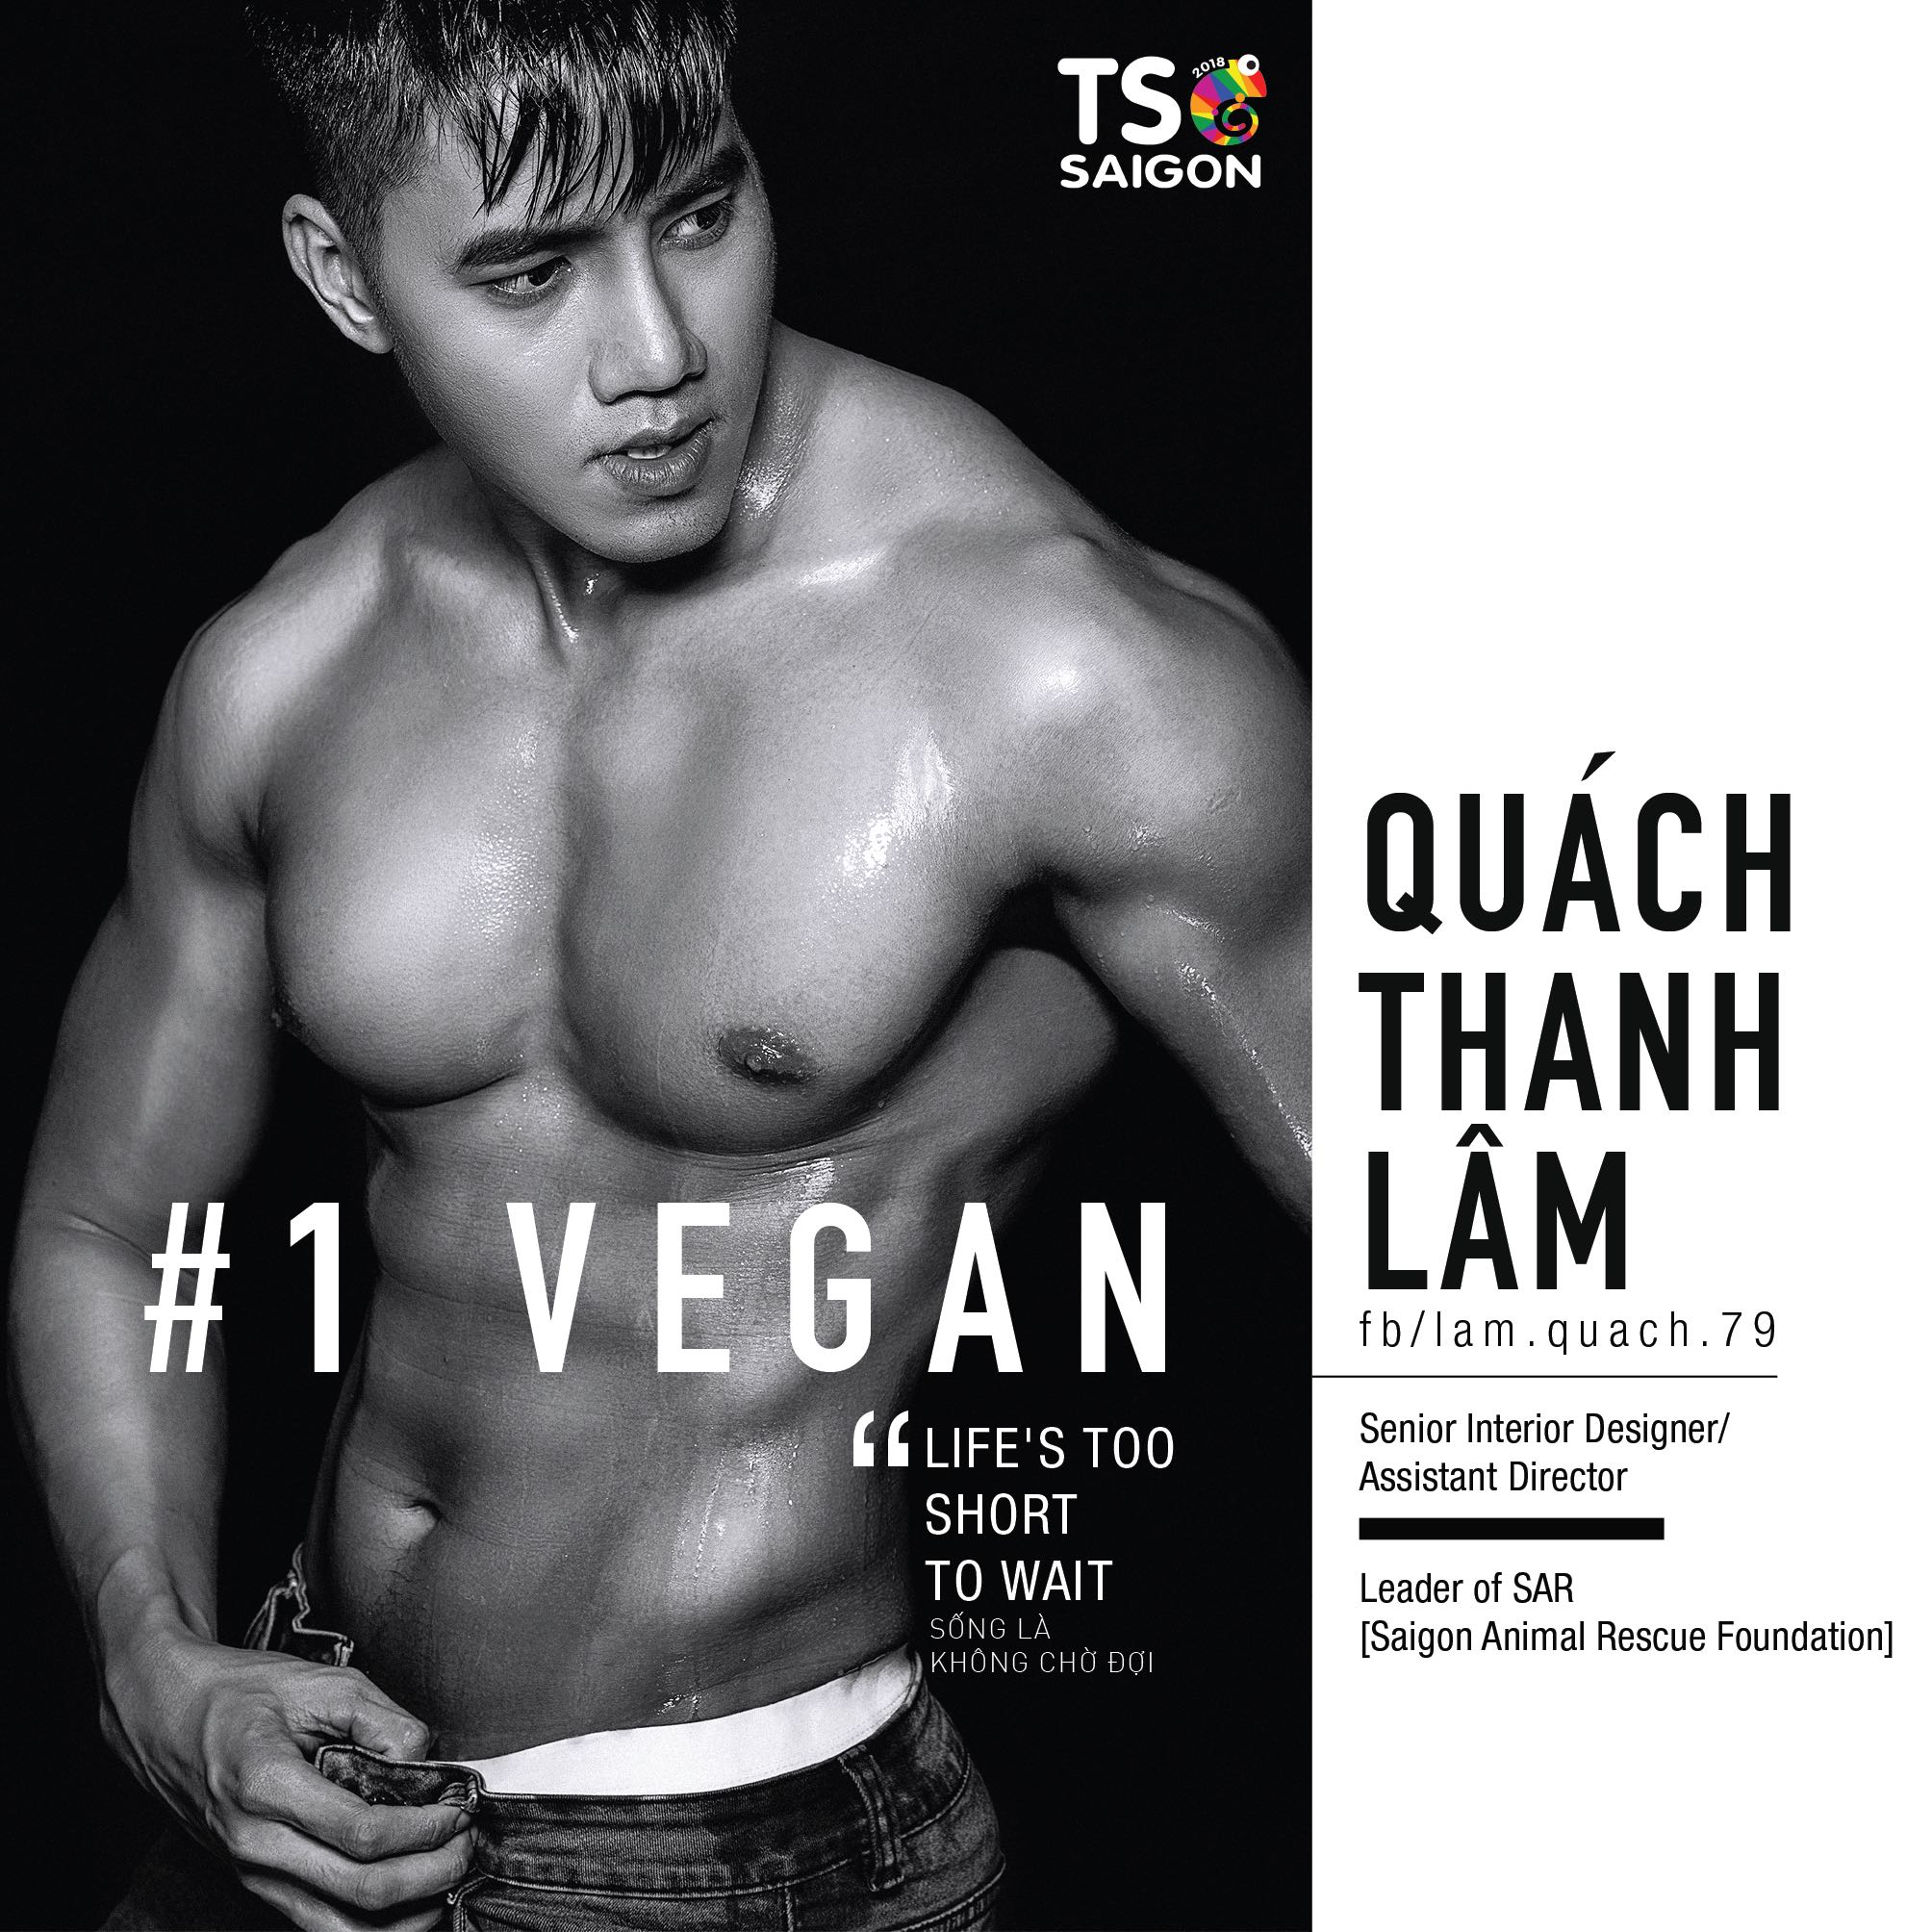 2018
TS
SAIGON
#1 VEGAN
“LIFE'S TOO
SHORT
TO WAIT
SỐNG LÀ
KHÔNG CHỜ ĐỢI
QUÁCH
THANH
LÂM
fb/lam.quach.79
Senior Interior Designer/
Assistant Director
Leader of SAR
[Saigon Animal Rescue Foundation]